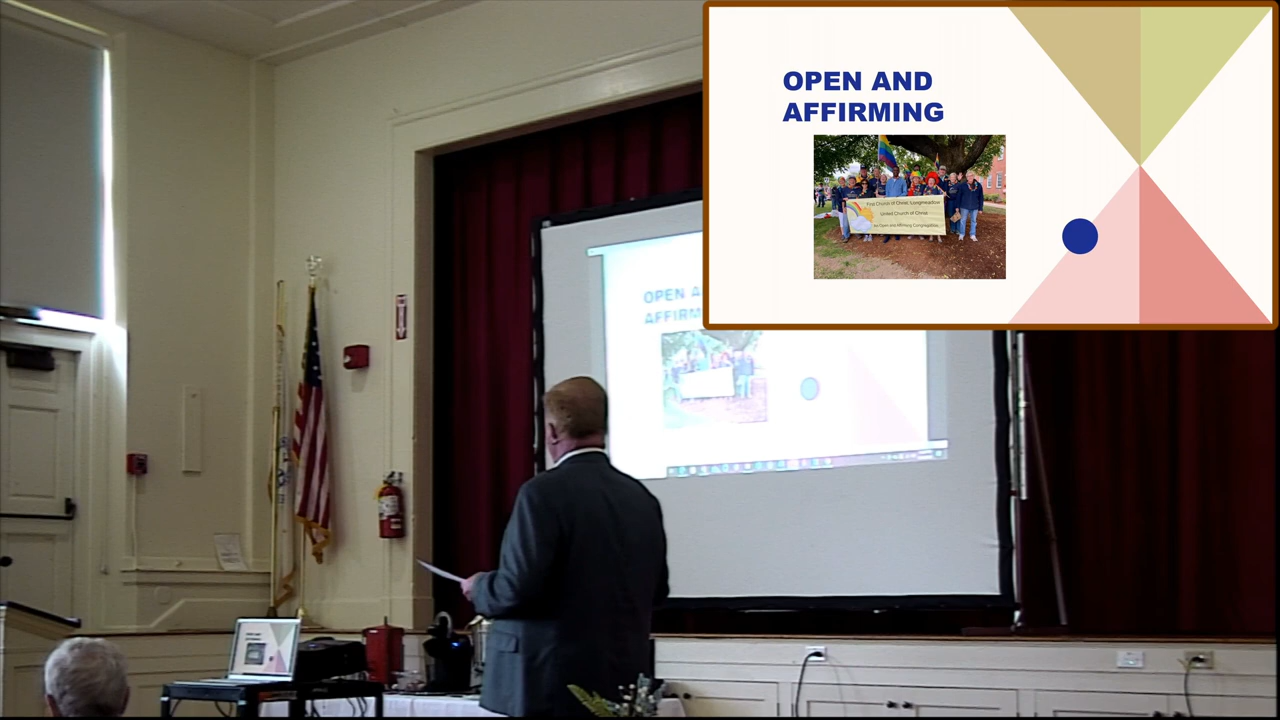 OPEN AND
AFFIRMING
First Church of Christ, Longmeadow
United Church of Christ
An Open and Affirming Congregation
OPEN A
AFFIRM